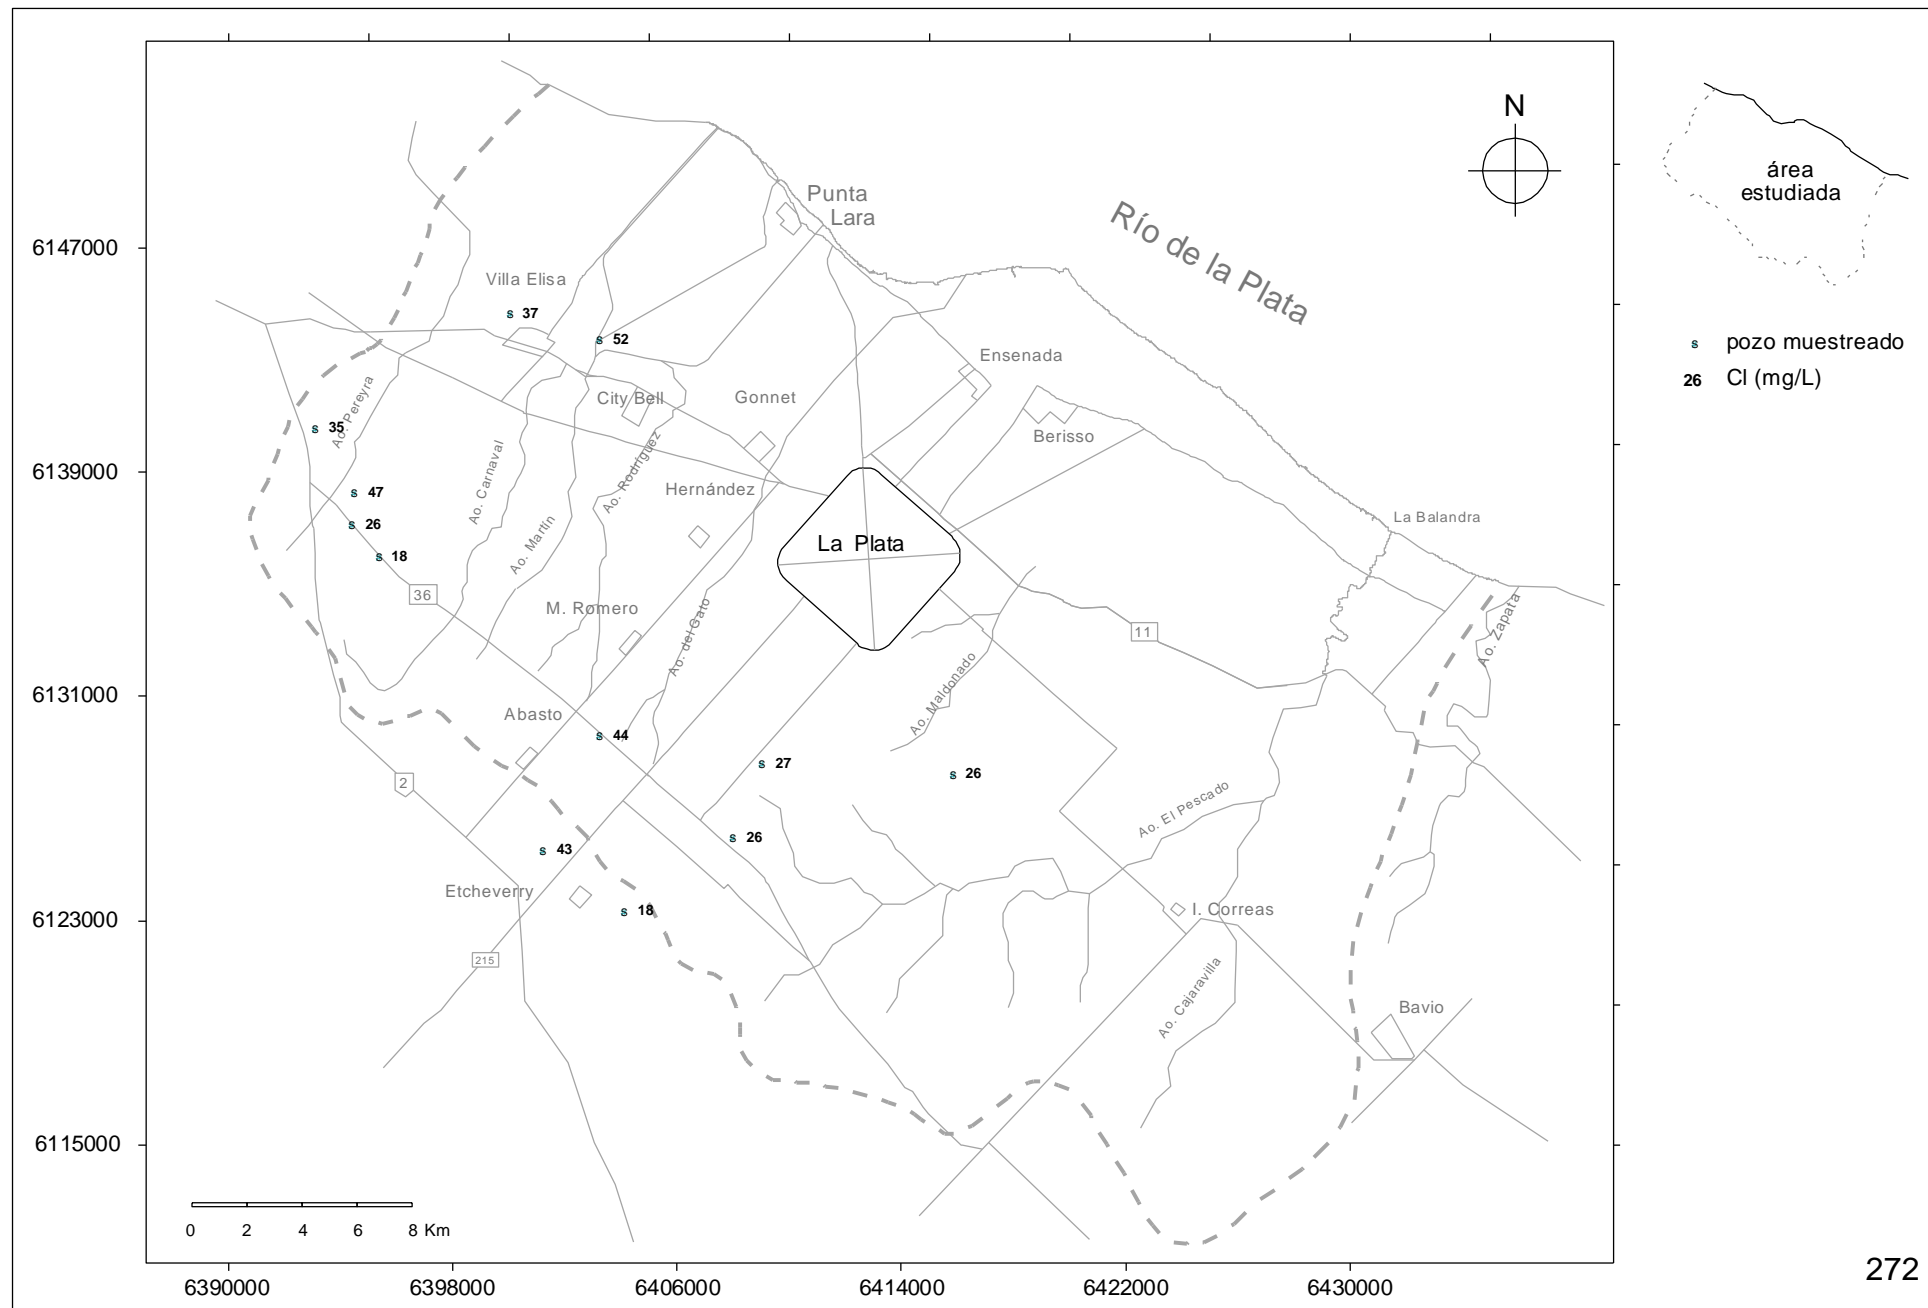 N
área
estudiada
Punta
Lara
Río de la Plata
6147000
Villa Elisa
s 37
s 52
Ensenada
s pozo muestreado
26 Cl (mg/L)
City Bell
Gonnet
Ao. Pereyra
s 35
Berisso
6139000
Ao. Carnaval
Ao. Rodríguez
Hernández
s 47
s 26
Ao. Martín
La Plata
La Balandra
s 18
36
M. Romero
Ao. del Gato
11
Ao. Zapata
Ao. Maldonado
6131000
Abasto
s 44
s 27
s 26
2
Ao. El Pescado
s 26
s 43
Etcheverry
s 18
I. Correas
6123000
215
Ao. Cajaravilla
Bavio
6115000
0 2 4 6 8 Km
272
6390000 6398000 6406000 6414000 6422000 6430000